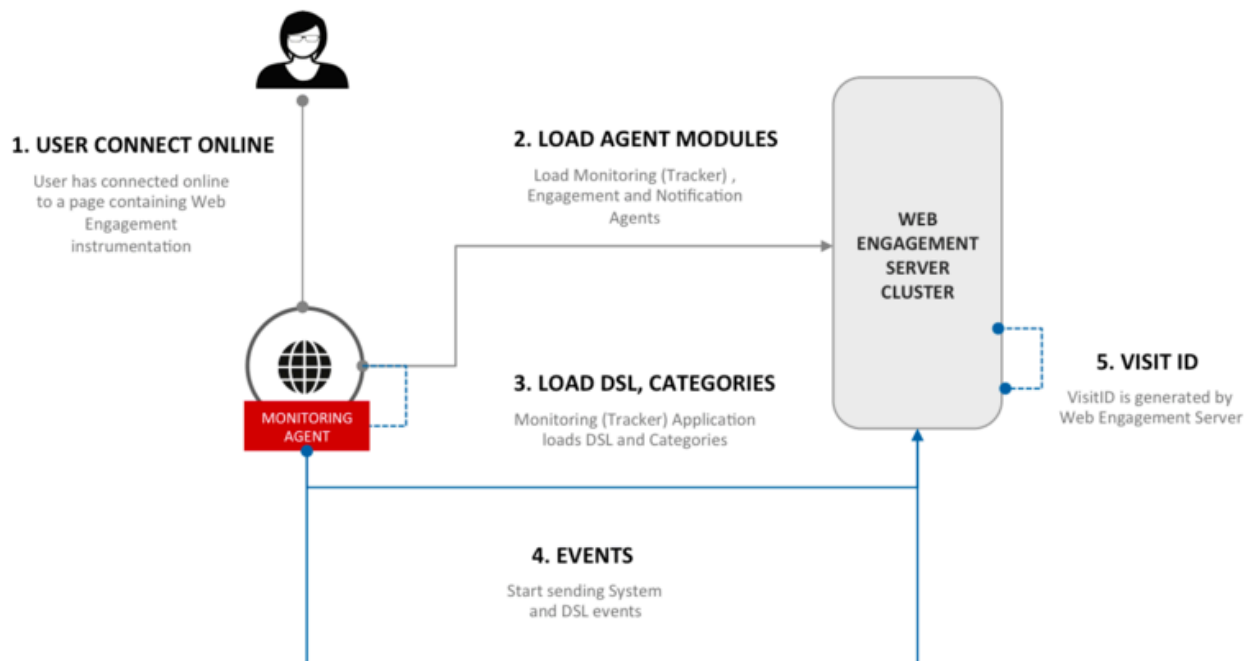 1. USER CONNECT ONLINE
User has connected online
to a page containing Web
Engagement
instrumentation
2. LOAD AGENT MODULES
Load Monitoring (Tracker) ,
Engagement and Notification
Agents
WEB
ENGAGEMENT
SERVER
CLUSTER
MONITORING
AGENT
3. LOAD DSL, CATEGORIES
Monitoring (Tracker) Application
loads DSL and Categories
5. VISIT ID
VisitID is generated by
Web Engagement Server
4. EVENTS
Start sending System
and DSL events